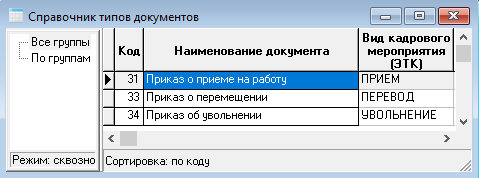 Справочник типов документов
Все группы
По группам
Код
Наименование документа
Вид кадрового
мероприятия
(ЭТК)
31 Приказ о приеме на работу ПРИЕМ
33 Приказ о перемещении ПЕРЕВОД
34 Приказ об увольнении УВОЛЬНЕНИЕ
Режим: сквозно
Сортировка: по коду